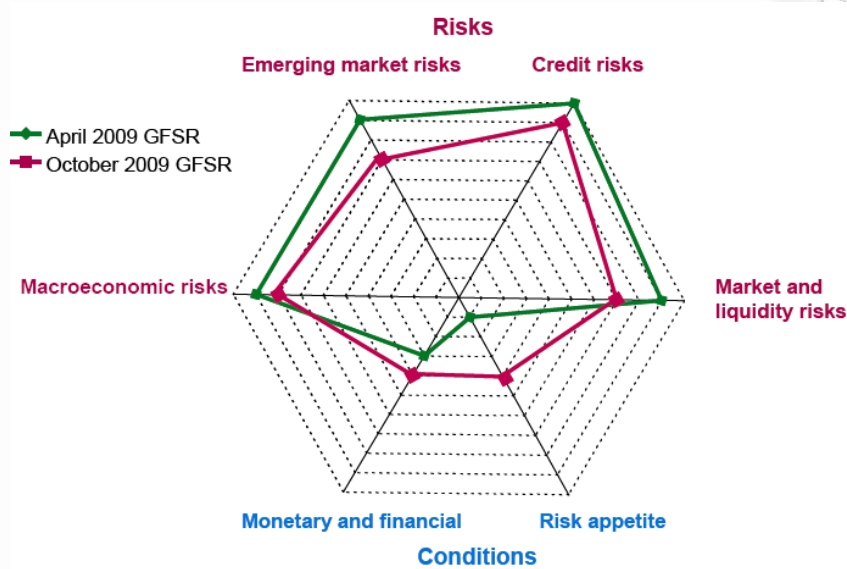 Risks
Emerging market risks
Credit risks
April 2009 GFSR
October 2009 GFSR
Macroeconomic risks
Market and
liquidity risks
Monetary and financial
Risk appetite
Conditions